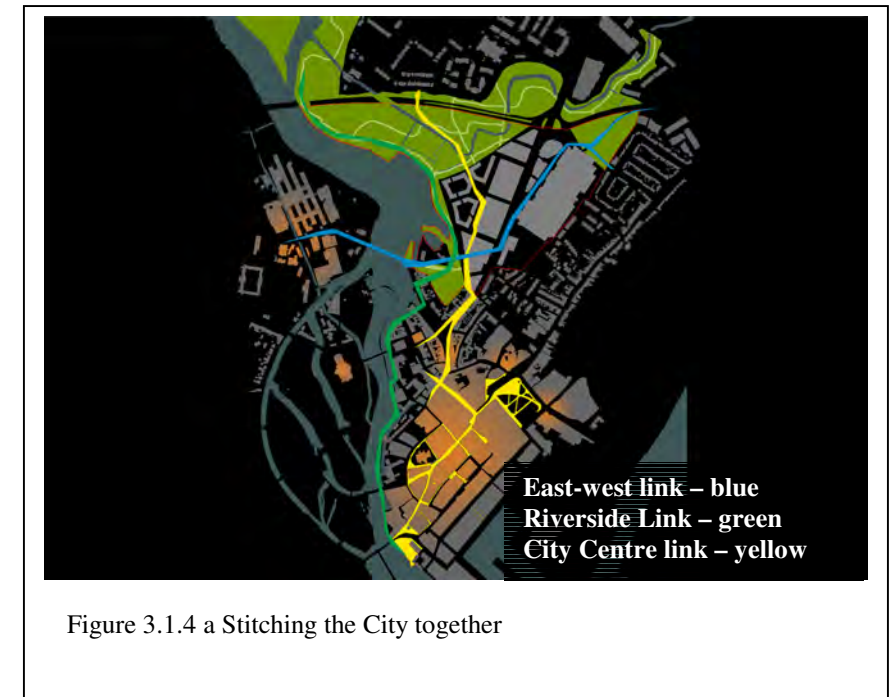 East-west link – blue
Riverside Link – green
City Centre link – yellow
Figure 3.1.4 a Stitching the City together